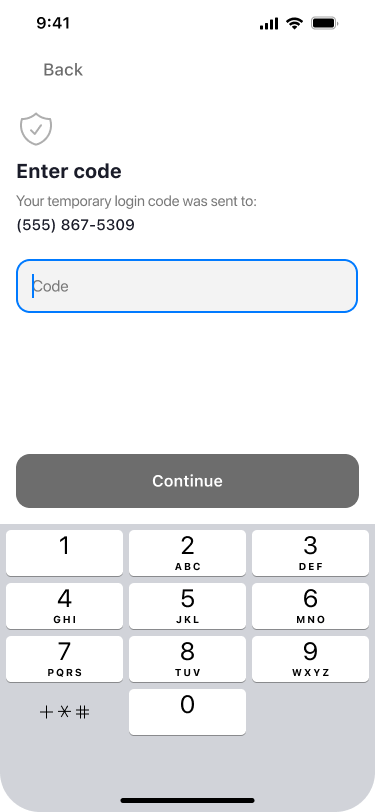 9:41
Back
Enter code
Your temporary login code was sent to:
(555) 867-5309
Code
Continue
1 2 3
ABC DEF
4 5 6
GHI JKL MNO
7 8 9
PQRS TUV WXYZ
+*# 0